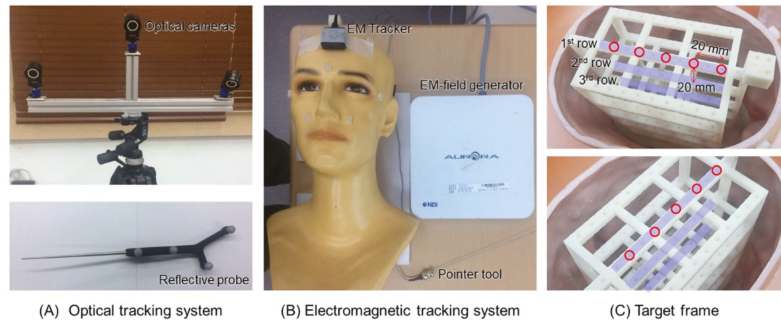 Optical cameras
Reflective probe
(A) Optical tracking system
EM Tracker
EM-field generator
AURORA
NDI
Pointer tool
(B) Electromagnetic tracking system
1st row
2nd row
3rd row.
20 mm
20 mm
(C) Target frame